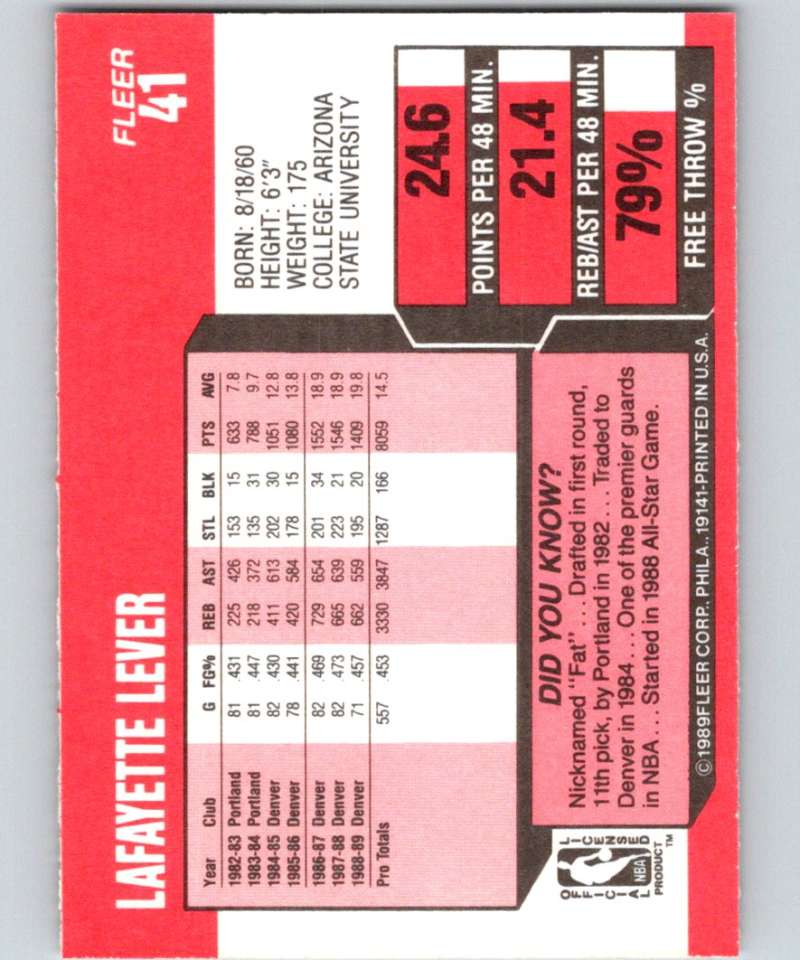 LAFAYETTE LEVER
FLEER
41
BORN: 8/18/60
HEIGHT: 6'3"
WEIGHT: 175
COLLEGE: ARIZONA
STATE UNIVERSITY
Year Club G FG% REB AST STL BLK PTS AVG
1982-83 Portland 81 .431 225 426 153 15 633 7.8
1983-84 Portland 81 .447 218 372 135 31 788 9.7
1984-85 Denver 82 .430 411 613 202 30 1051 12.8
1985-86 Denver 78 .441 420 584 178 15 1080 13.8
1986-87 Denver 82 .469 729 654 201 34 1552 18.9
1987-88 Denver 82 .473 665 639 223 21 1546 18.9
1988-89 Denver 71 .457 662 559 195 20 1409 19.8
Pro Totals 557 .453 3330 3847 1287 166 8059 14.5
24.6
POINTS PER 48 MIN.
21.4
REB/AST PER 48 MIN.
79%
FREE THROW %
DID YOU KNOW?
Nicknamed "Fat" ... Drafted in first round,
11th pick, by Portland in 1982 ... Traded to
Denver in 1984 ... One of the premier guards
in NBA ... Started in 1988 All-Star Game.
OFFICIAL LICENSED
NBA
PRODUCT™
©1989FLEER CORP., PHILA., 19141-PRINTED IN U.S.A.